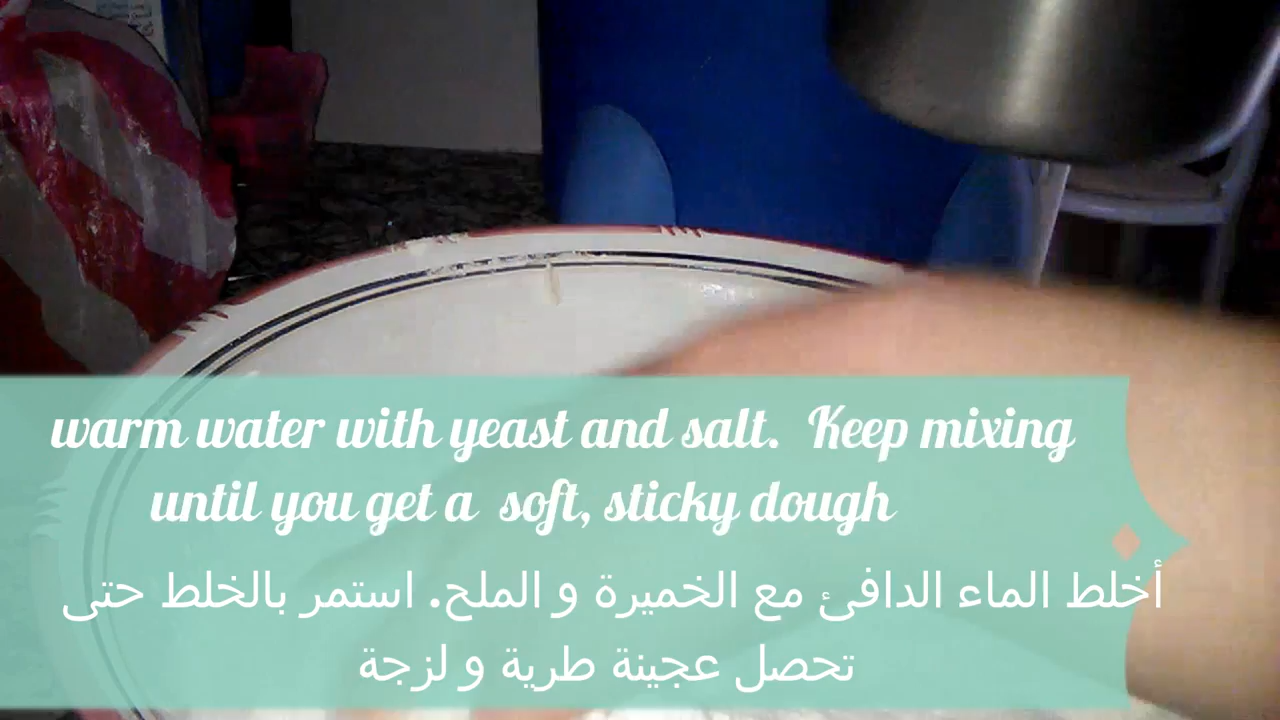 warm water with yeast and salt.  Keep mixing
until you get a  soft, sticky dough
أخلط الماء الدافئ مع الخميرة و الملح. استمر بالخلط حتى
تحصل عجينة طرية و لزجة